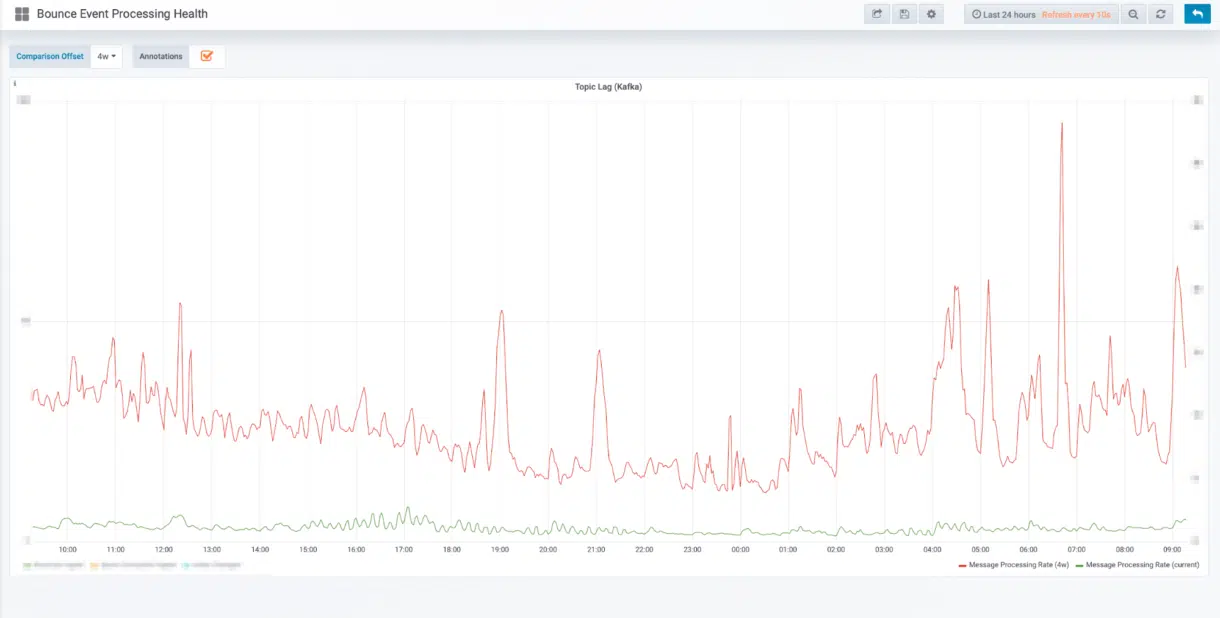 Bounce Event Processing Health
Last 24 hours Refresh every 10s
Comparison Offset 4w Annotations
i
Topic Lag (Kafka)
10:00 11:00 12:00 13:00 14:00 15:00 16:00 17:00 18:00 19:00 20:00 21:00 22:00 23:00 00:00 01:00 02:00 03:00 04:00 05:00 06:00 07:00 08:00 09:00
Message Processing Rate (4w) Message Processing Rate (current)